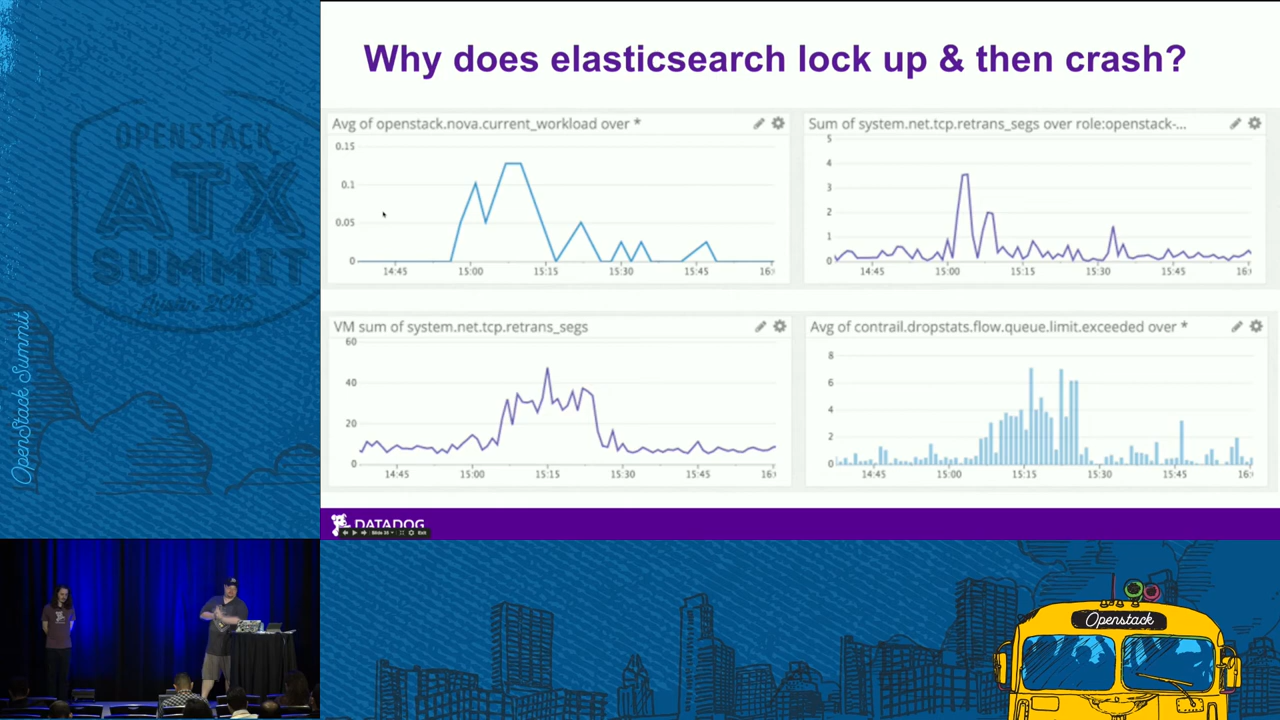 Why does elasticsearch lock up & then crash?
Avg of openstack.nova.current_workload over *
0.15
0.1
0.05
0
14:45 15:00 15:15 15:30 15:45 16:
Sum of system.net.tcp.retrans_segs over role:openstack-...
5
4
3
2
1
0
14:45 15:00 15:15 15:30 15:45 16:
VM sum of system.net.tcp.retrans_segs
60
40
20
0
14:45 15:00 15:15 15:30 15:45 16:
Avg of contrail.dropstats.flow.queue.limit.exceeded over *
8
6
4
2
0
14:45 15:00 15:15 15:30 15:45 16:
DATADOG
Exit
OPENSTACK
ATX
SUMMIT
OpenStack Summit
Openstack